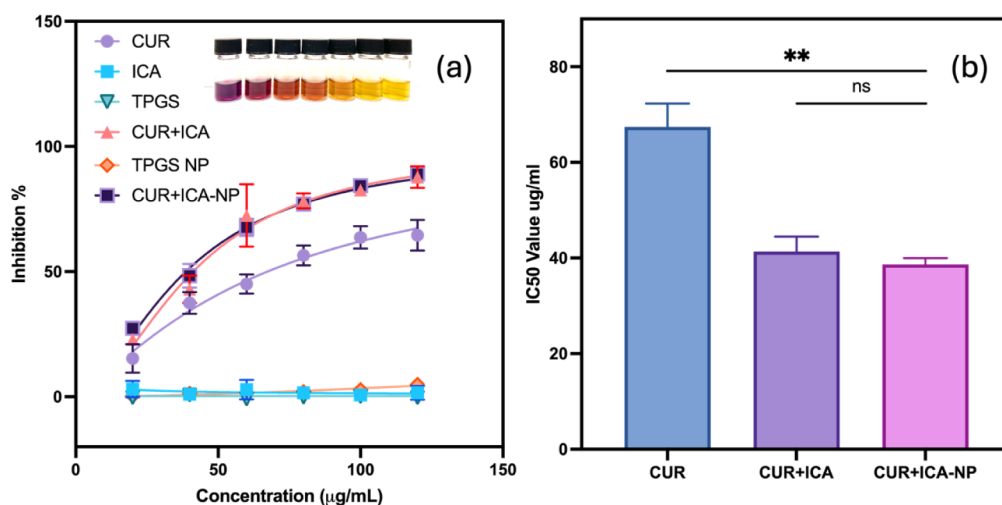 (a)
CUR
ICA
TPGS
CUR+ICA
TPGS NP
CUR+ICA-NP
Inhibition %
150
100
50
0
0
50
100
150
Concentration (μg/mL)
(b)
**
ns
IC50 Value ug/ml
80
60
40
20
0
CUR
CUR+ICA
CUR+ICA-NP